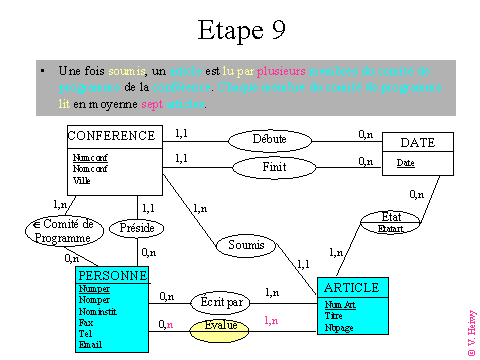 Etape 9
• Une fois soumis, un article est lu par plusieurs membres du comité de
programme de la conférence. Chaque membre du comité de programme
lit en moyenne sept articles.
CONFERENCE
Numconf
Nomconf
Ville
1,1
Débute
0,n
1,1
Finit
0,n
DATE
Date
1,n
∈ Comité de
Programme
0,n
1,1
Préside
0,n
1,n
Soumis
1,1
0,n
Etat
Etatart
1,n
PERSONNE
Numper
Nomper
Nominstit
Fax
Tel
Email
0,n
Écrit par
1,n
0,n
Evalue
1,n
ARTICLE
Num Art
Titre
Nbpage